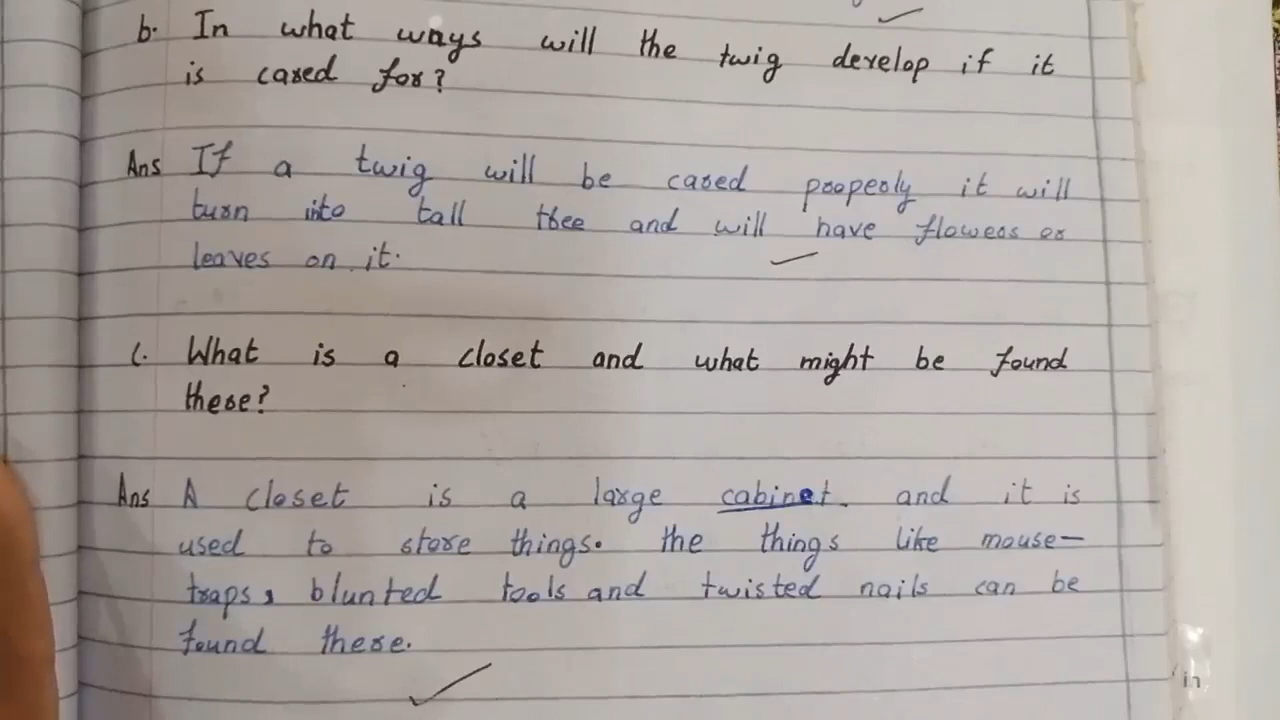 b. In what ways will the twig develop if it
is cared for?
Ans If a twig will be cared properly it will
turn into tall tree and will have flowers or
leaves on it.
c. What is a closet and what might be found
there?
Ans A closet is a large cabinet. and it is
used to store things. the things like mouse-
traps, blunted tools and twisted nails can be
found there.
in